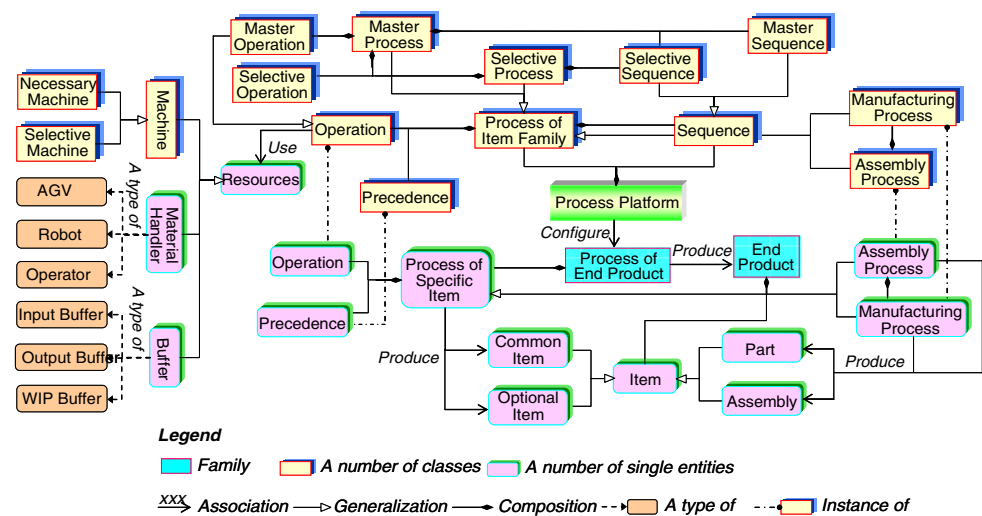 Master
Operation
Master
Process
Master
Sequence
Selective
Operation
Selective
Process
Selective
Sequence
Necessary
Machine
Selective
Machine
Machine
Operation
Process of
Item Family
Sequence
Manufacturing
Process
Assembly
Process
Use
Resources
Precedence
Process Platform
AGV
Robot
Operator
A type of
Material
Handler
Configure
Operation
Process of
Specific
Item
Process of
End Product
Produce
End
Product
Assembly
Process
Manufacturing
Process
Precedence
Input Buffer
Output Buffer
WIP Buffer
A type of
Buffer
Produce
Common
Item
Optional
Item
Item
Part
Assembly
Produce
Legend
Family
A number of classes
A number of single entities
xxx
Association
Generalization
Composition
A type of
Instance of